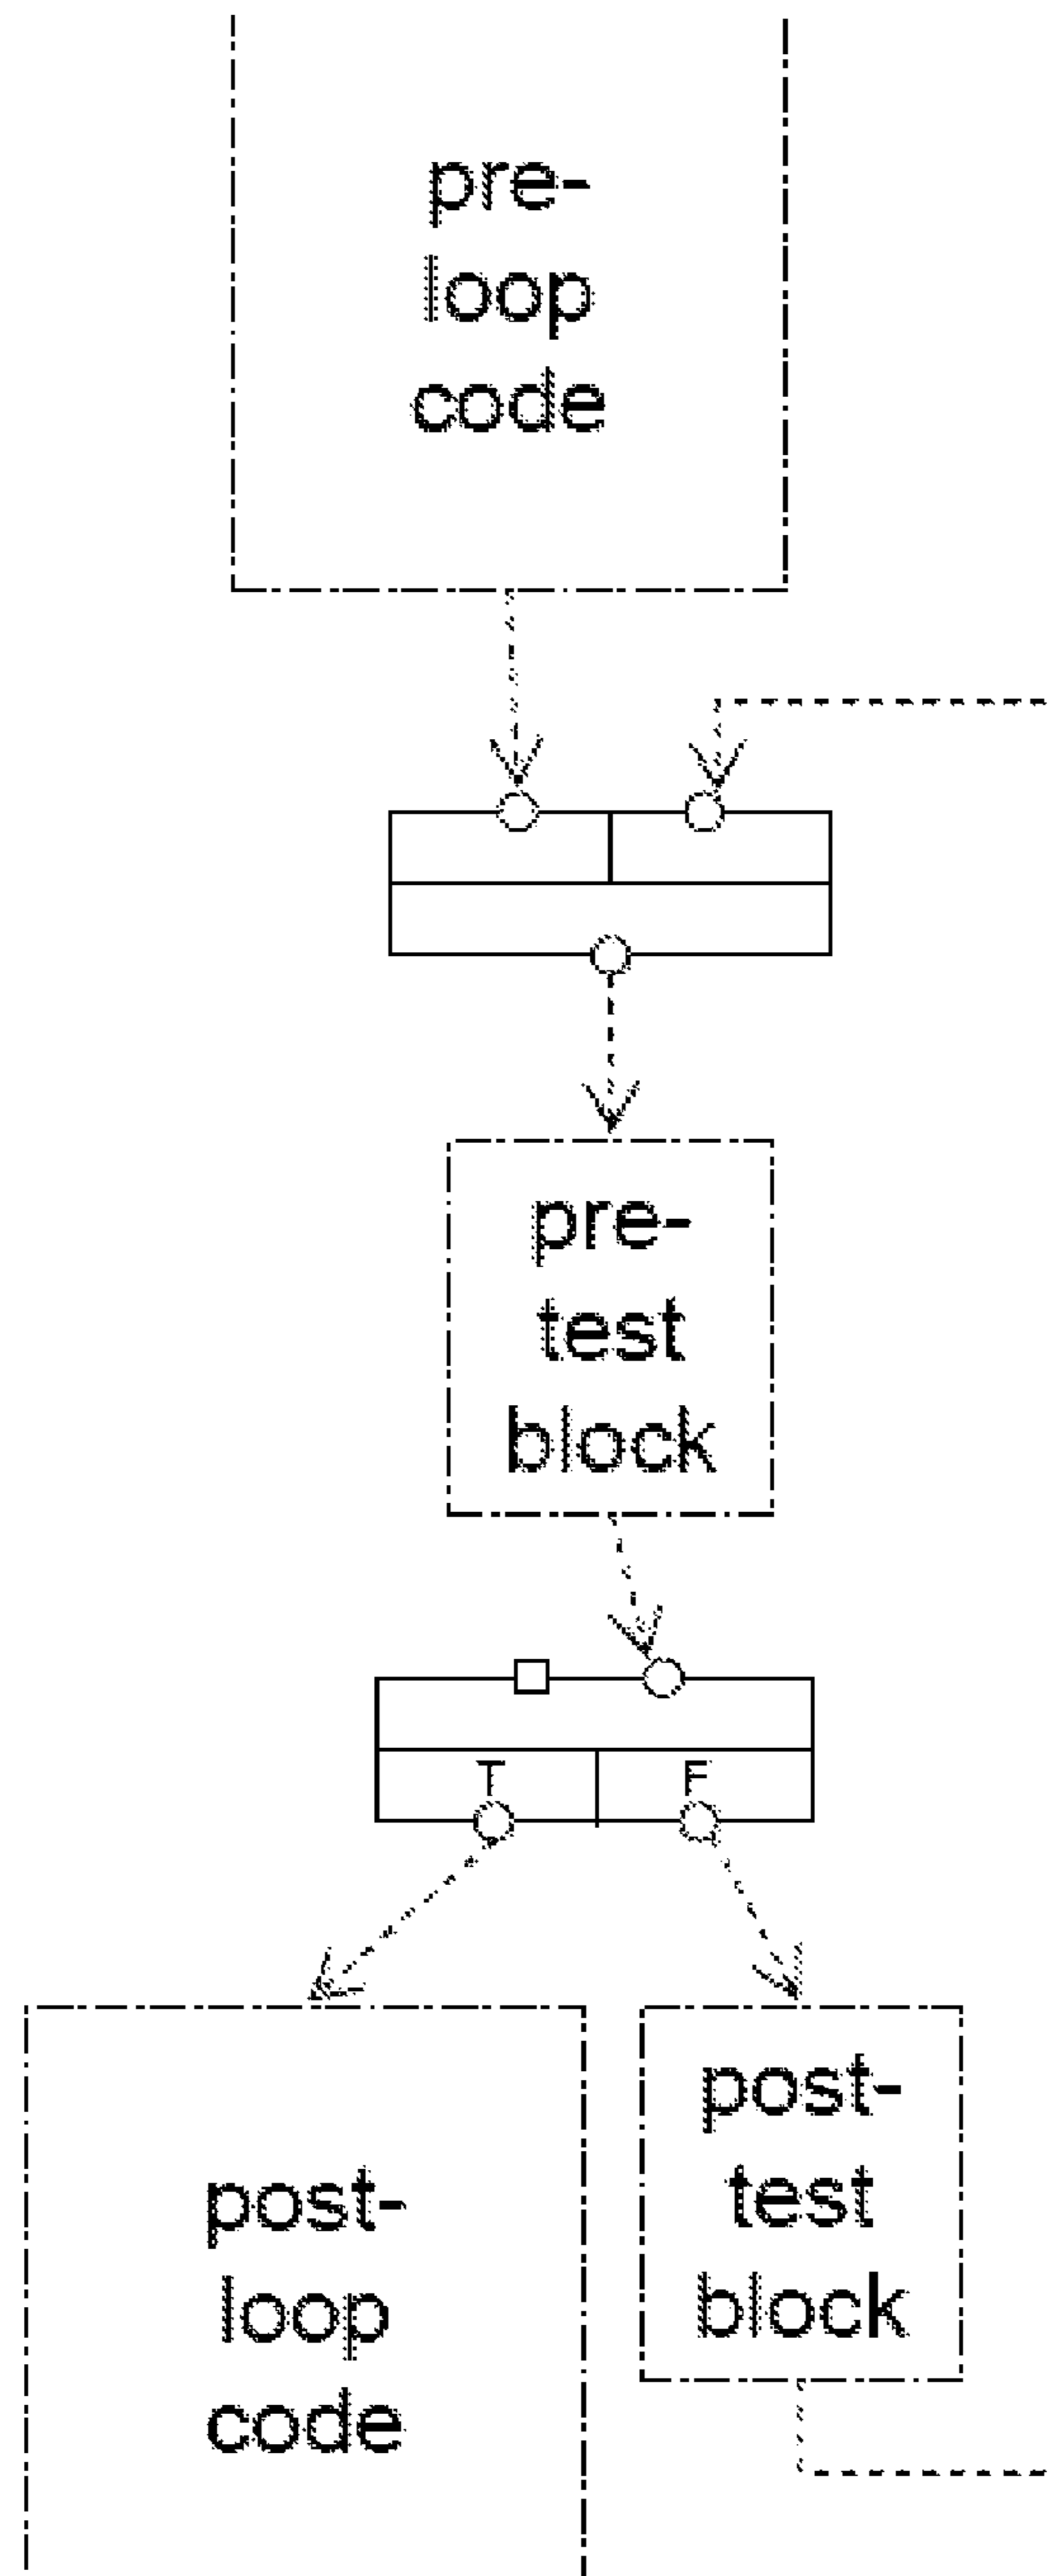 pre-
loop
code
pre-
test
block
T F
post-
loop
code
post-
test
block